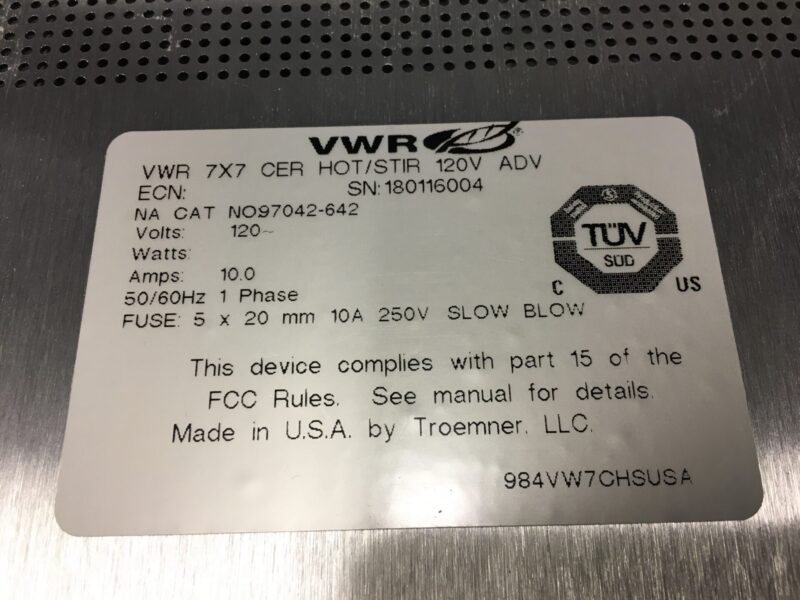 VWR®
VWR 7X7 CER HOT/STIR 120V ADV
ECN: SN:180116004
NA CAT NO97042-642
Volts: 120~
Watts:
Amps: 10.0
50/60Hz 1 Phase
FUSE: 5 x 20 mm 10A 250V SLOW BLOW
TÜV
SÜD
C US
This device complies with part 15 of the
FCC Rules. See manual for details.
Made in U.S.A. by Troemner, LLC.
984VW7CHSUSA